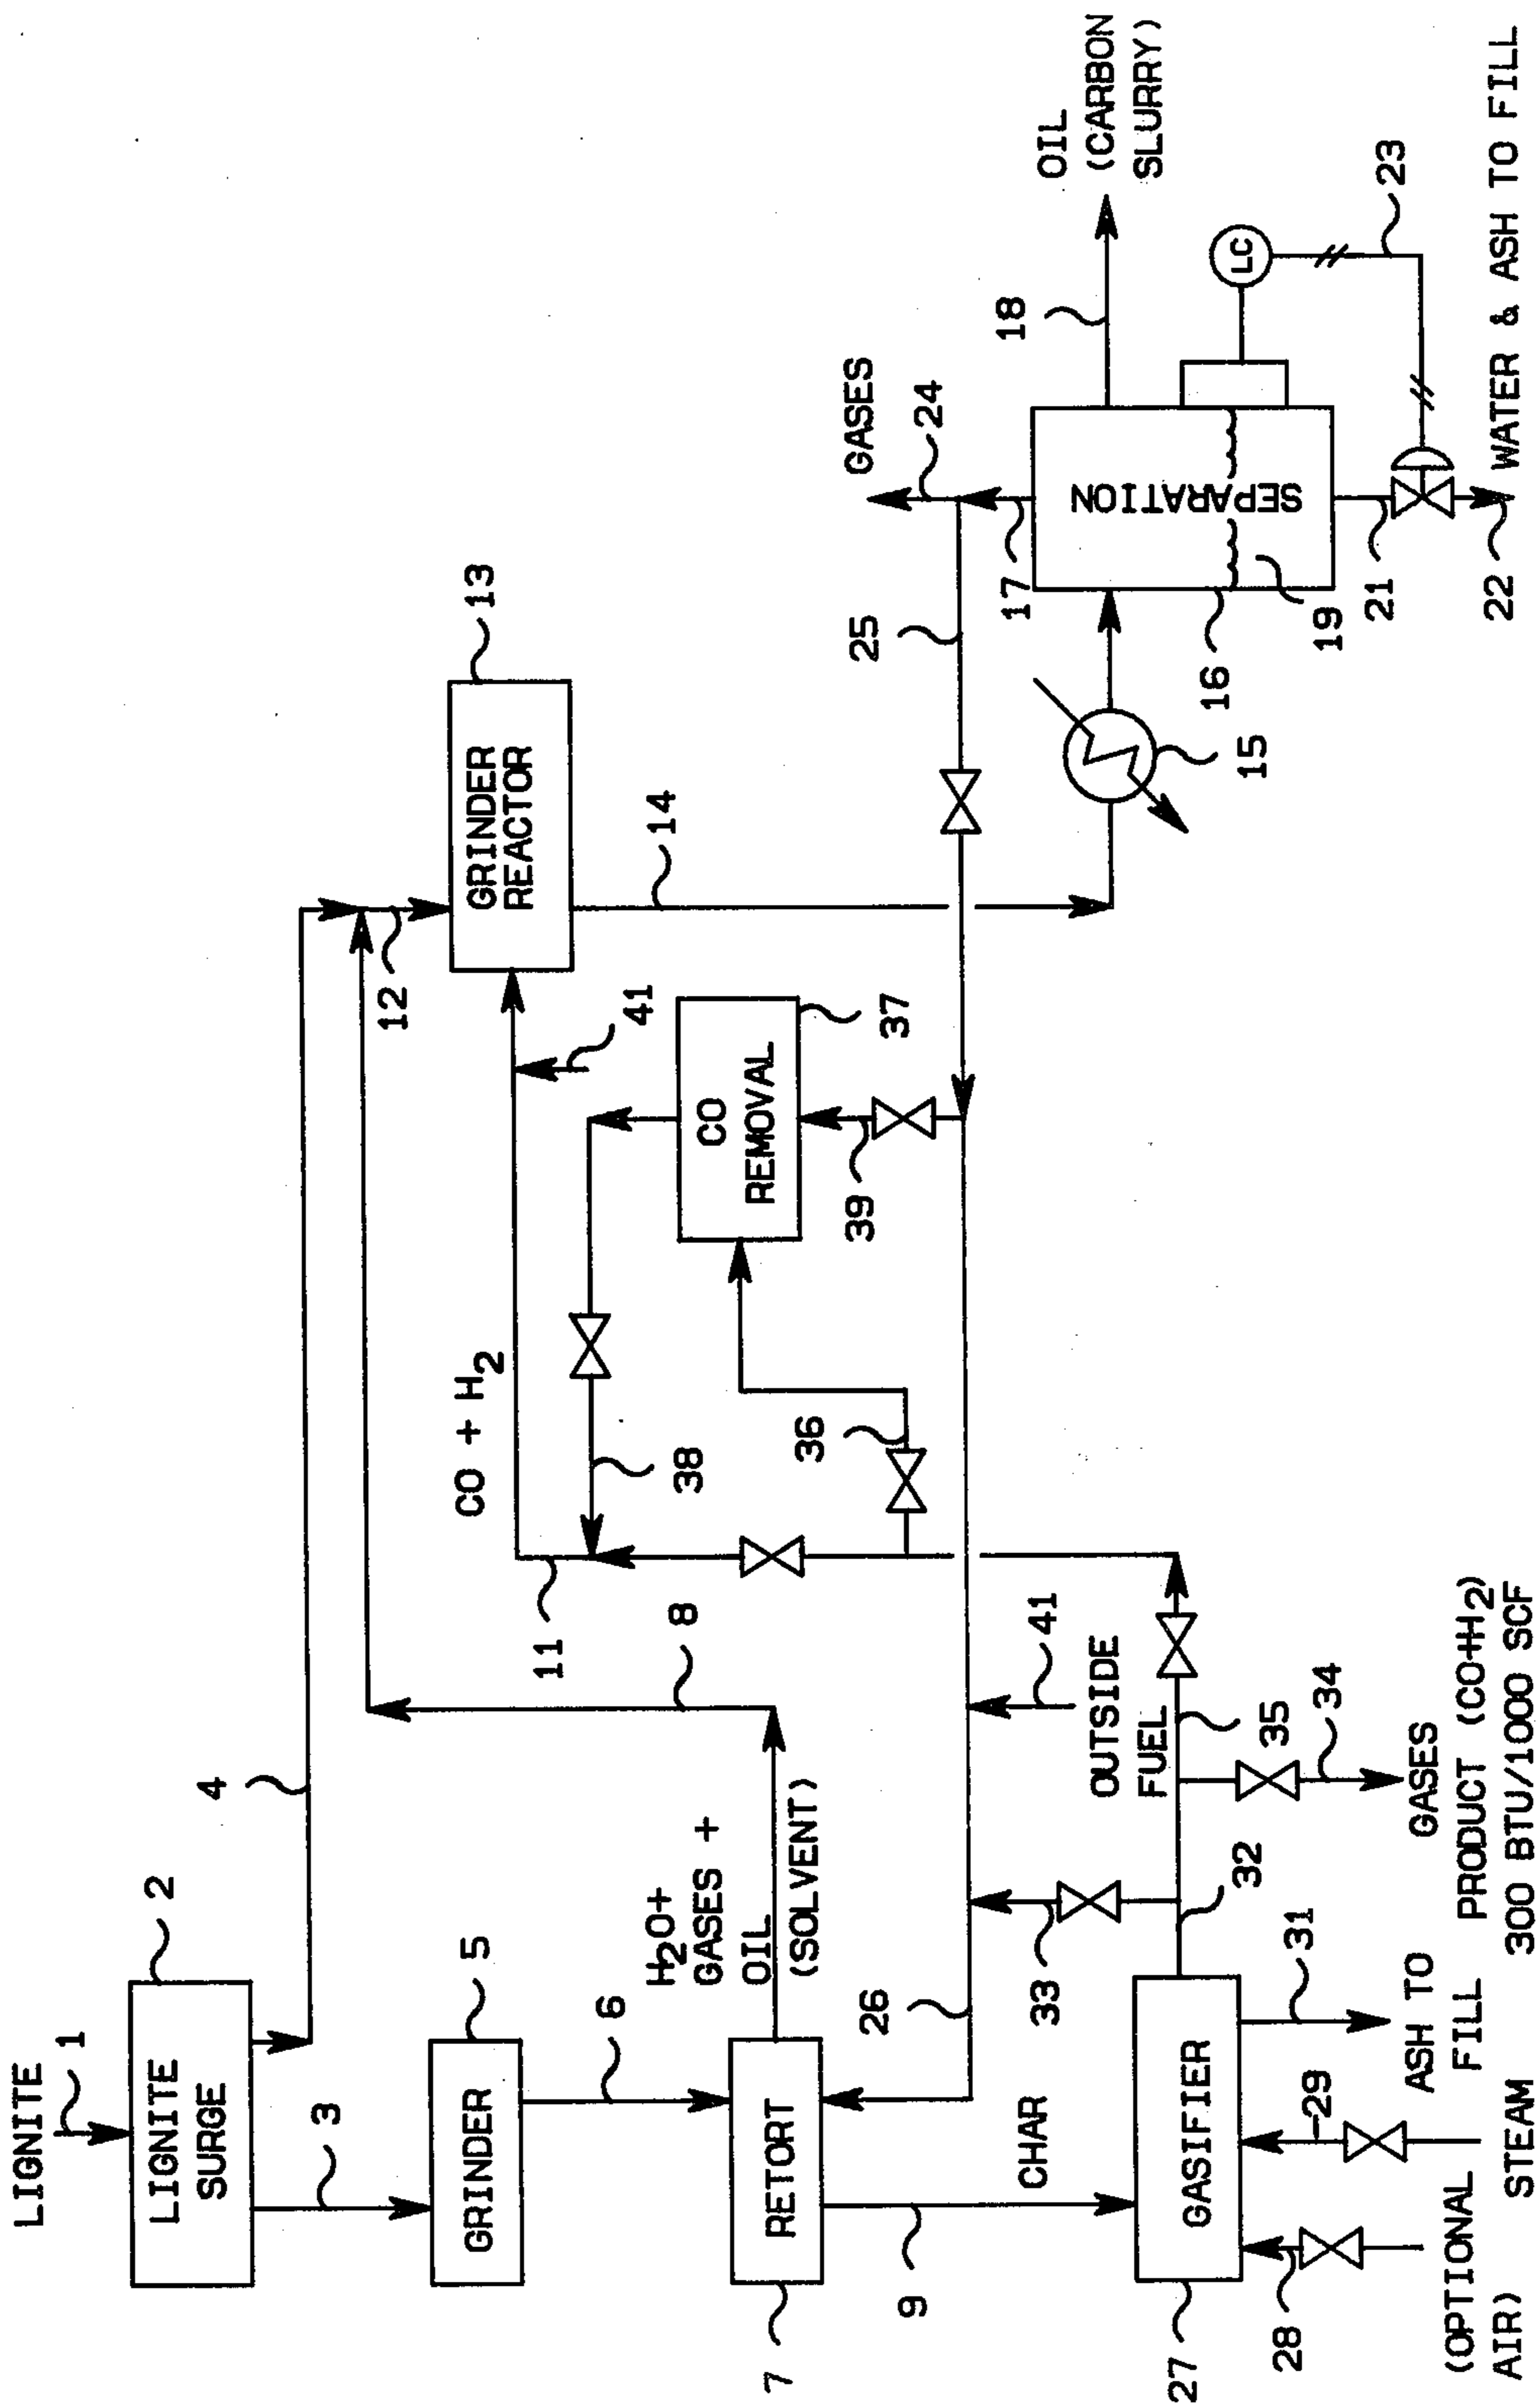 LIGNITE
1
LIGNITE
SURGE
2
3
4
GRINDER
5
6
RETORT
7
H2O+
GASES +
OIL
(SOLVENT)
8
9
CHAR
CO + H2
11
12
GRINDER
REACTOR
13
14
15
16
SEPARATION
17
GASES
24
25
18
OIL
(CARBON
SLURRY)
19
LC
23
21
22
WATER & ASH TO FILL
CO
REMOVAL
37
38
39
36
41
26
41
OUTSIDE
FUEL
33
32
35
34
GASES
PRODUCT (CO+H2)
300 BTU/1000 SCF
GASIFIER
27
28
29
31
ASH TO
FILL
STEAM
(OPTIONAL
AIR)